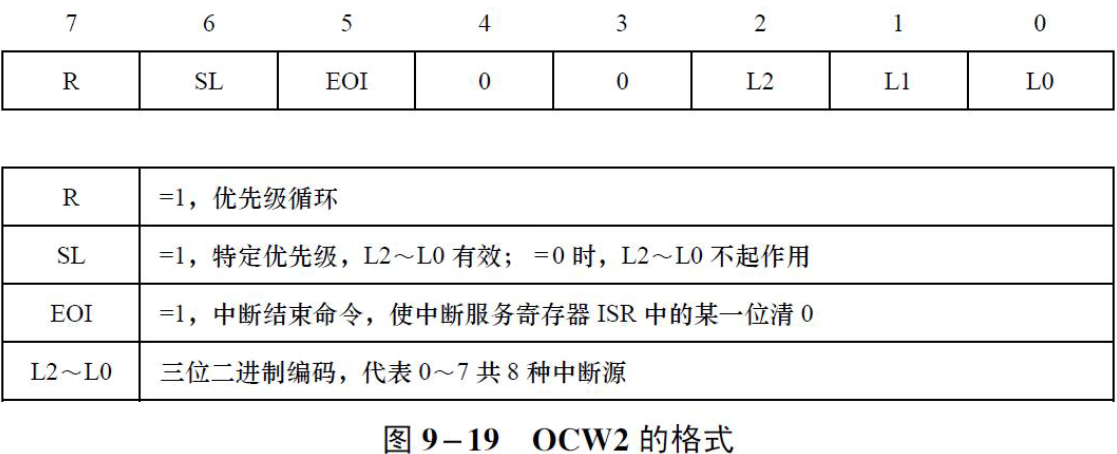 7 6 5 4 3 2 1 0
R SL EOI 0 0 L2 L1 L0
R =1，优先级循环
SL =1，特定优先级，L2～L0 有效； =0 时，L2～L0 不起作用
EOI =1，中断结束命令，使中断服务寄存器 ISR 中的某一位清 0
L2～L0 三位二进制编码，代表 0～7 共 8 种中断源
图 9－19 OCW2 的格式